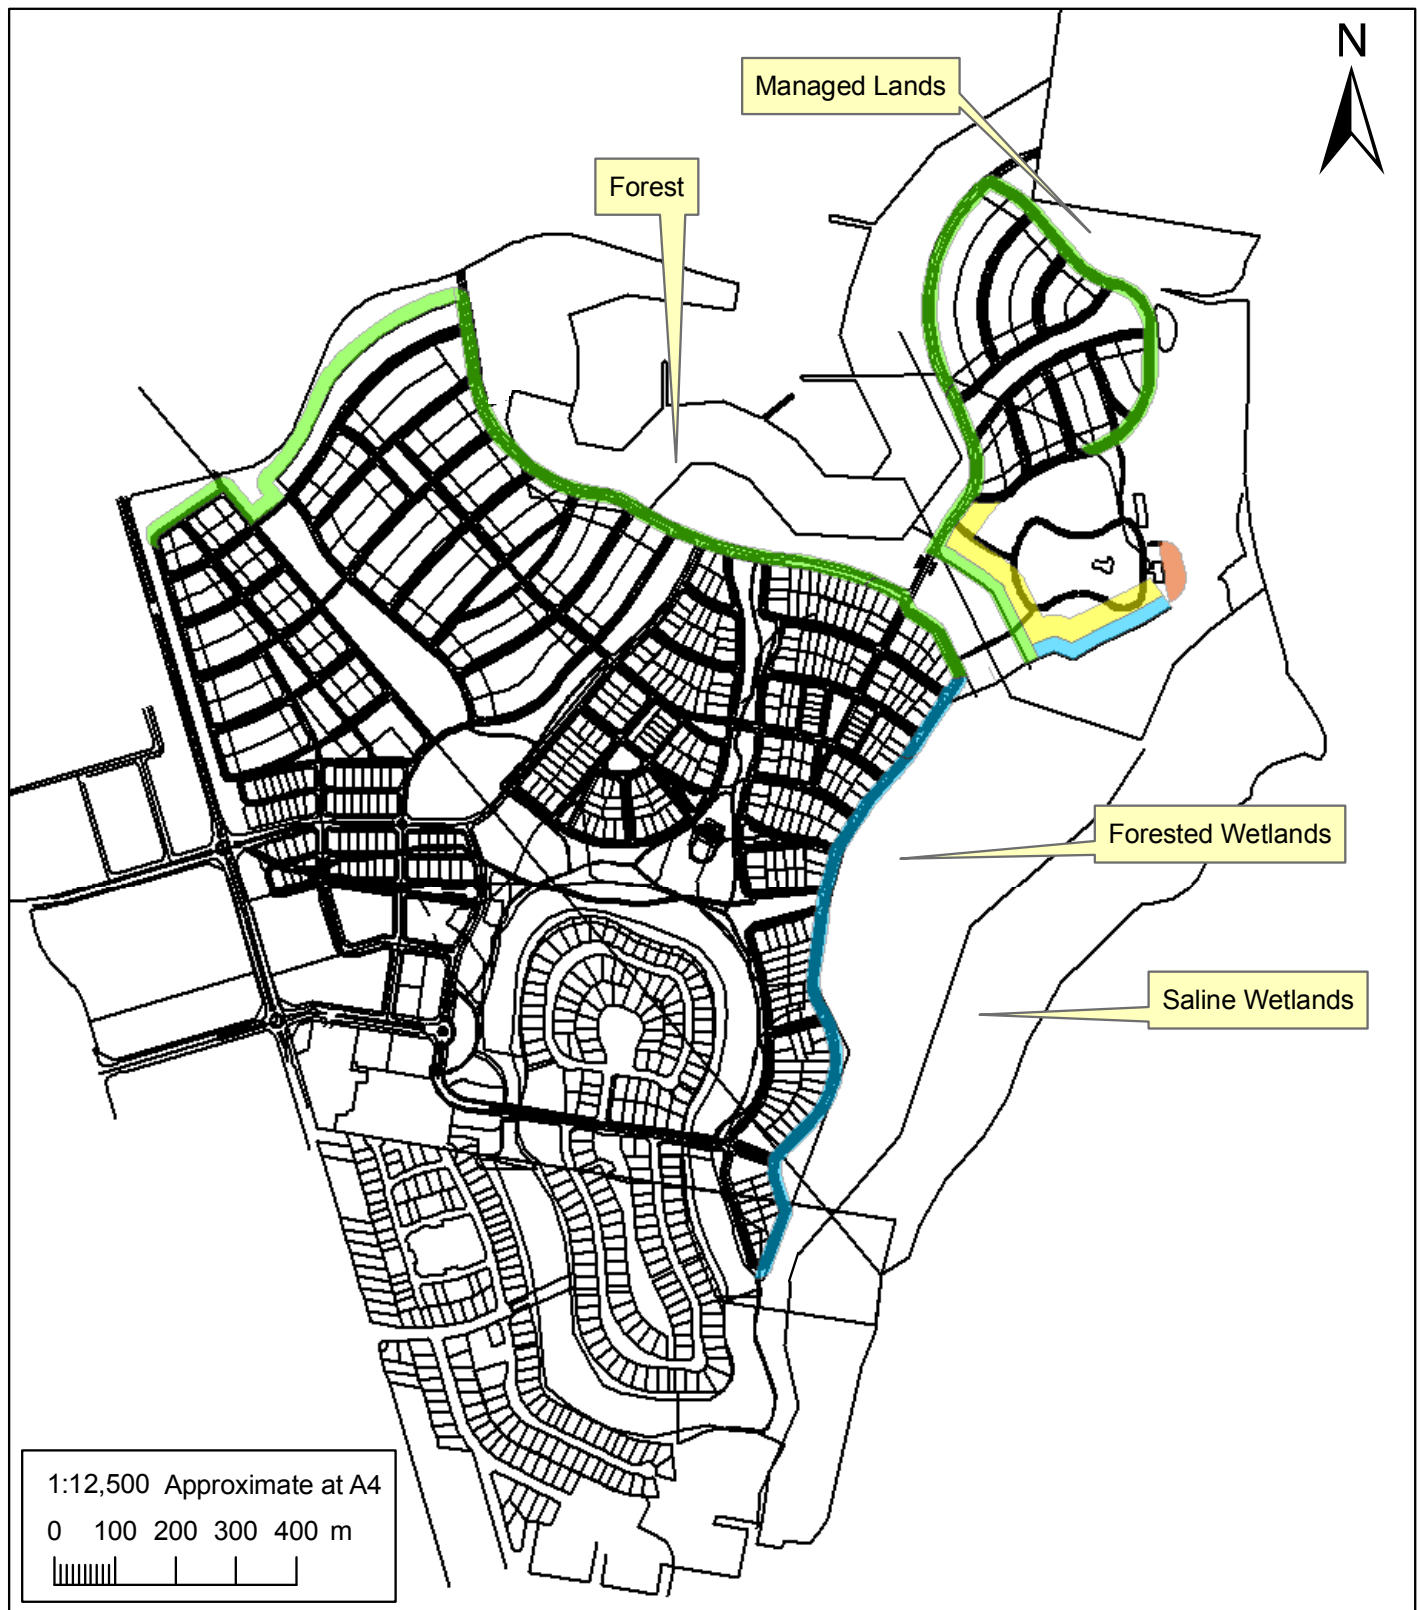 N
Managed Lands
Forest
Forested Wetlands
Saline Wetlands
1:12,500 Approximate at A4
0 100 200 300 400 m